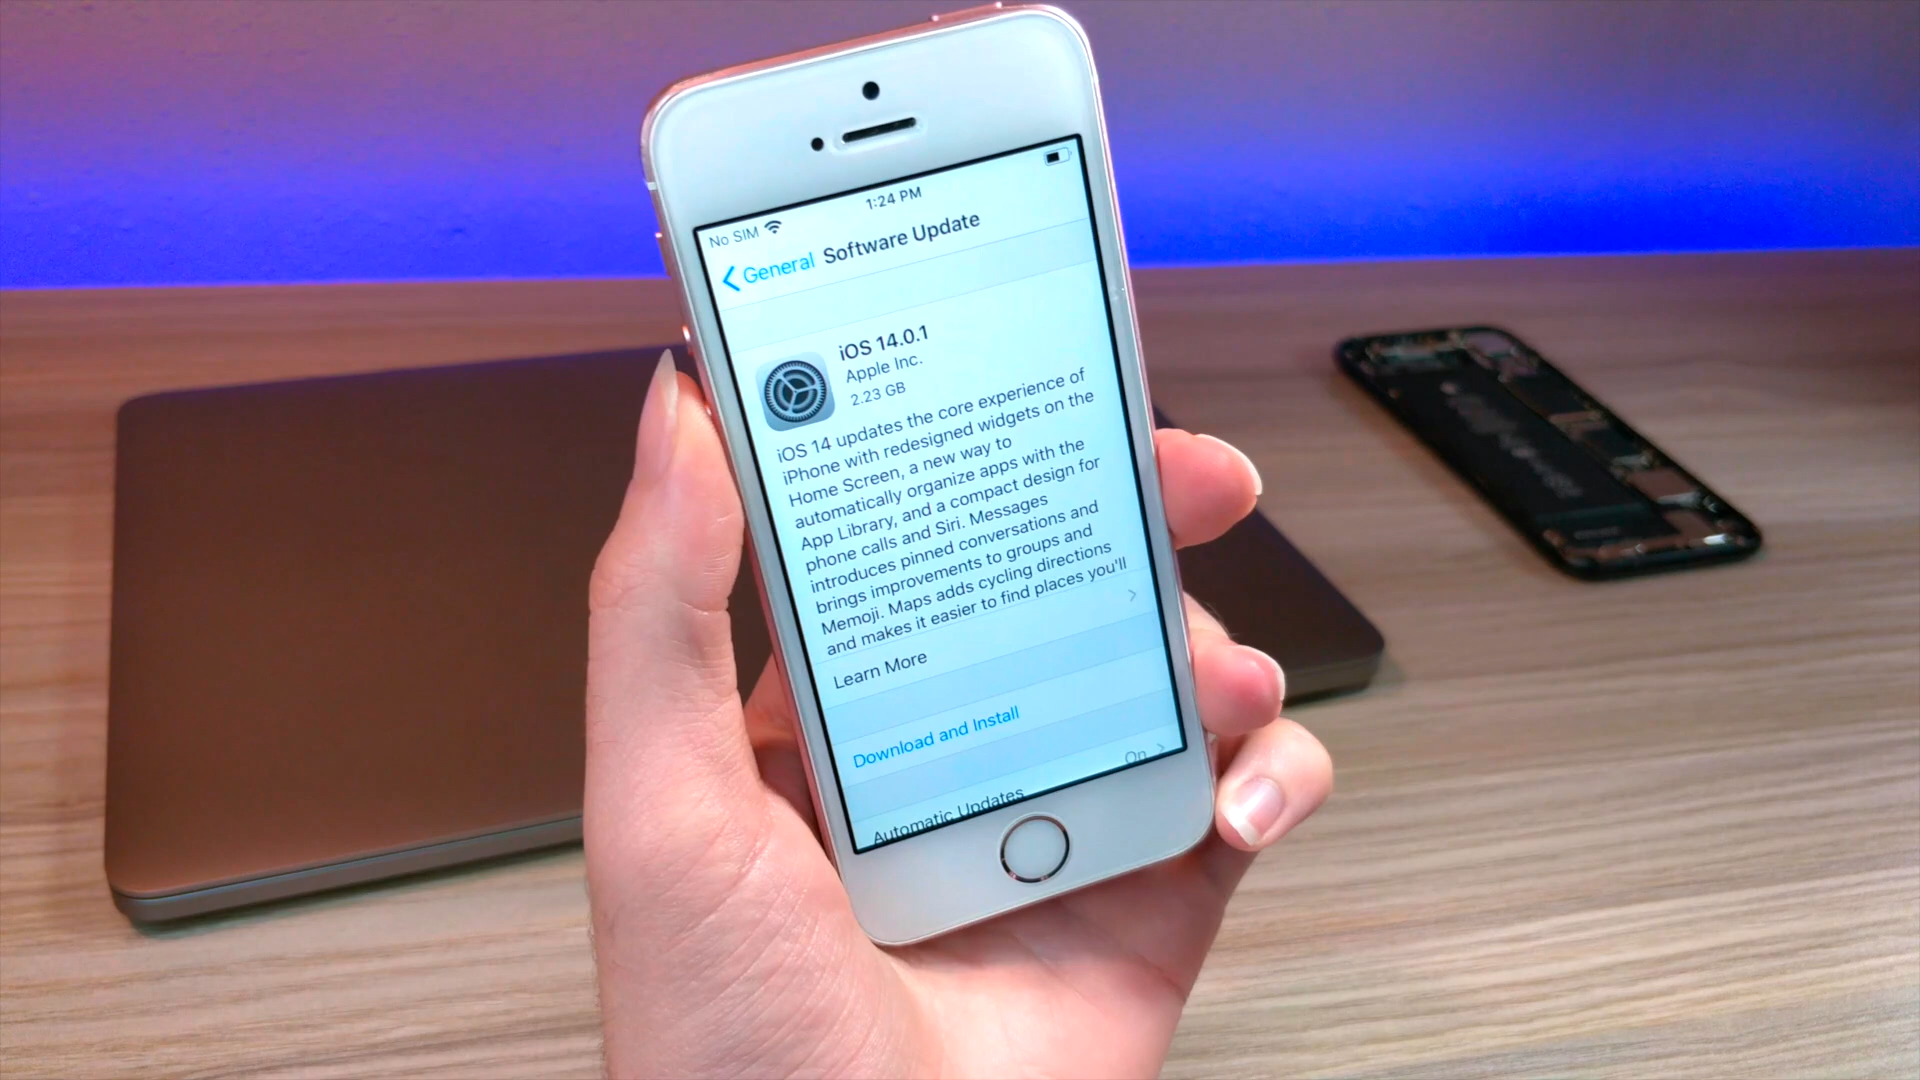 No SIM 1:24 PM
General Software Update
iOS 14.0.1
Apple Inc.
2.23 GB
iOS 14 updates the core experience of
iPhone with redesigned widgets on the
Home Screen, a new way to
automatically organize apps with the
App Library, and a compact design for
phone calls and Siri. Messages
introduces pinned conversations and
brings improvements to groups and
Memoji. Maps adds cycling directions
and makes it easier to find places you'll
Learn More
Download and Install
Automatic Updates On